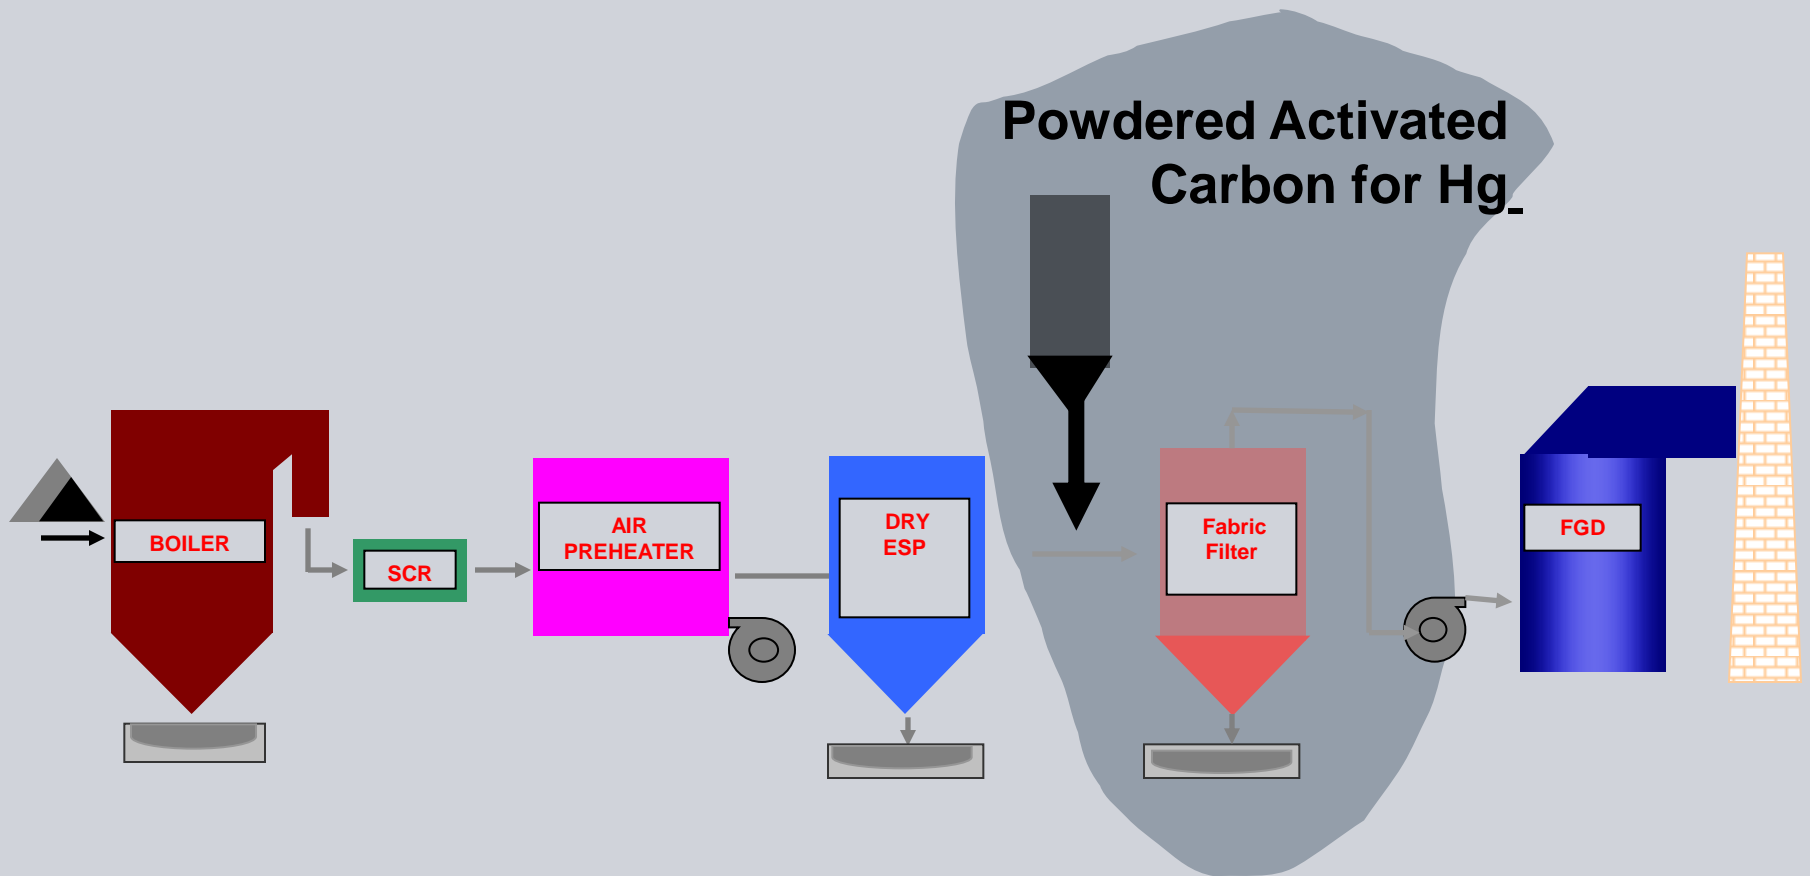 Powdered Activated
Carbon for Hg
BOILER
SCR
AIR
PREHEATER
DRY
ESP
Fabric
Filter
FGD